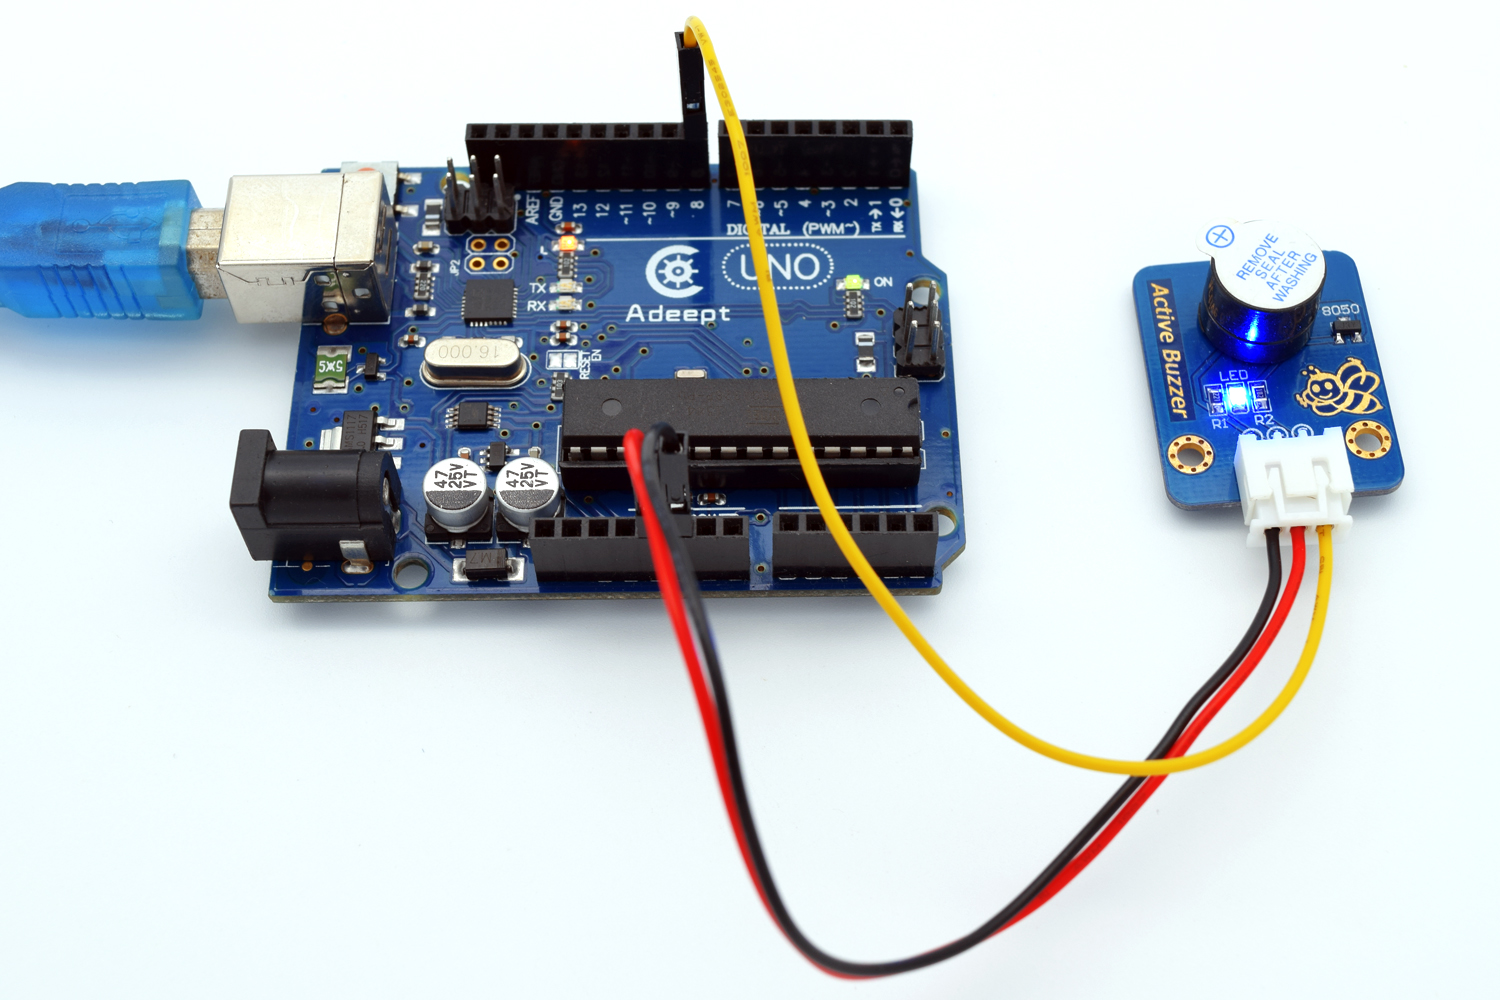 AREF
GND
13
12
~11
~10
~9
8
7
~5
4
~3
2
TX→1
RX←0
DIGITAL (PWM~)
JP2
L
TX
RX
Adeept
UNO
ON
RESET
EN
16.000
47
25V
VT
47
25V
VT
M7
REMOVE
SEAL
AFTER
WASHING
Active Buzzer
8050
LED
R1
R2